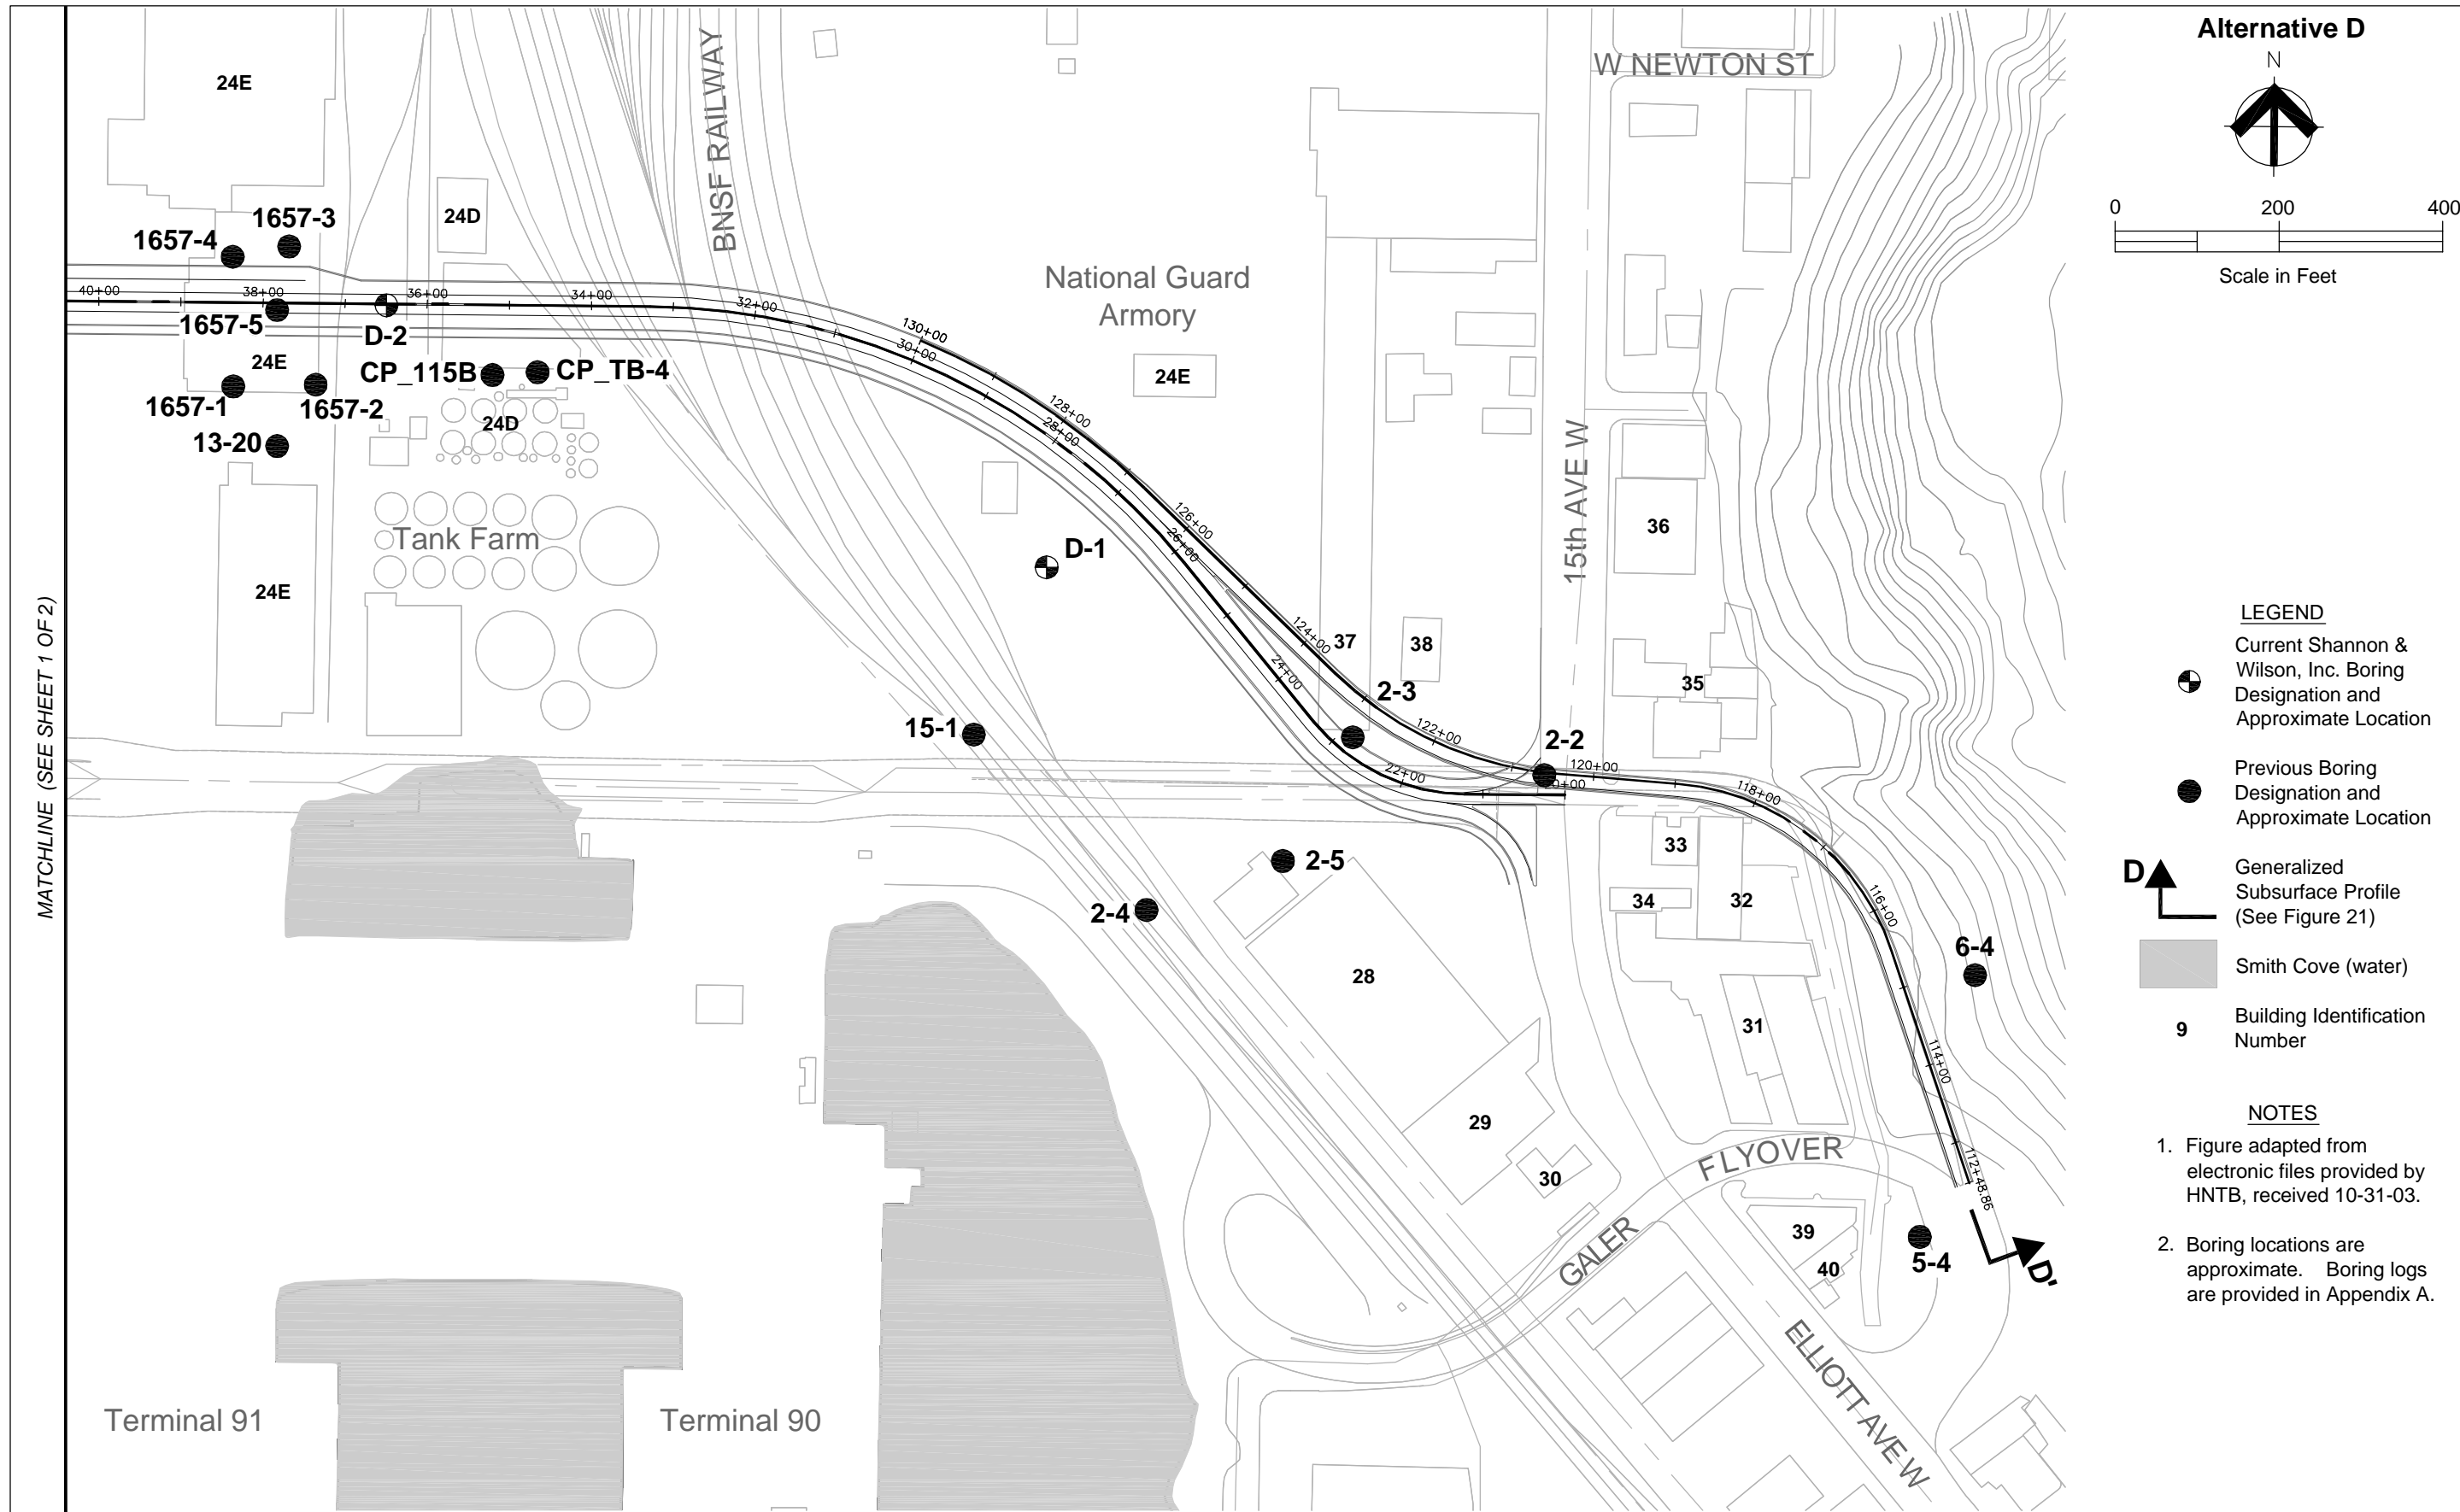 Alternative D
N
0 200 400
Scale in Feet
LEGEND
Current Shannon &
Wilson, Inc. Boring
Designation and
Approximate Location
Previous Boring
Designation and
Approximate Location
D
Generalized
Subsurface Profile
(See Figure 21)
Smith Cove (water)
9
Building Identification
Number
NOTES
1. Figure adapted from
electronic files provided by
HNTB, received 10-31-03.
2. Boring locations are
approximate. Boring logs
are provided in Appendix A.
MATCHLINE (SEE SHEET 1 OF 2)
24E
BNSF RAILWAY
W NEWTON ST
24D
1657-3
1657-4
National Guard
Armory
40+00
38+00
36+00
34+00
32+00
130+00
30+00
1657-5
D-2
24E
CP_115B
CP_TB-4
24E
1657-1
1657-2
128+00
28+00
24D
13-20
15th AVE W
Tank Farm
126+00
26+00
36
D-1
24E
124+00
37
38
24+00
35
2-3
15-1
122+00
2-2
22+00
120+00
20+00
118+00
33
2-5
34
32
116+00
2-4
6-4
28
31
114+00
29
FLYOVER
30
112+48.86
GALER
39
40
5-4
D'
ELLIOTT AVE W
Terminal 91
Terminal 90